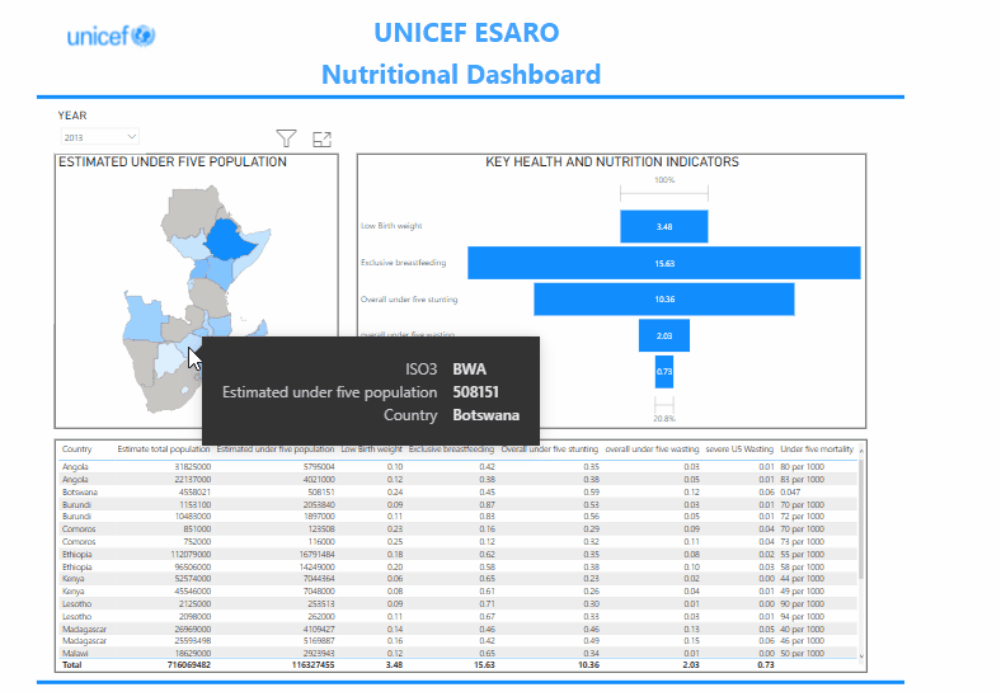 unicef
UNICEF ESARO
Nutritional Dashboard
YEAR
2013
ESTIMATED UNDER FIVE POPULATION
KEY HEALTH AND NUTRITION INDICATORS
100%
Low Birth weight 3.48
Exclusive breastfeeding 15.63
Overall under five stunting 10.36
overall under five wasting 2.03
0.73
20.8%
ISO3 BWA
Estimated under five population 508151
Country Botswana
Country Estimate total population Estimated under five population Low Birth weight Exclusive breastfeeding Overall under five stunting overall under five wasting severe U5 Wasting Under five mortality
Angola 31825000 5795004 0.10 0.42 0.35 0.03 0.01 80 per 1000
Angola 22137000 4021000 0.12 0.38 0.38 0.05 0.01 83 per 1000
Botswana 4558021 508151 0.24 0.45 0.59 0.12 0.06 0.047
Burundi 1153100 2053840 0.09 0.87 0.53 0.03 0.01 70 per 1000
Burundi 10483000 1897000 0.11 0.83 0.56 0.05 0.01 72 per 1000
Comoros 851000 123508 0.23 0.16 0.29 0.09 0.04 70 per 1000
Comoros 752000 116000 0.25 0.12 0.32 0.11 0.04 73 per 1000
Ethiopia 112079000 16791484 0.18 0.62 0.35 0.08 0.02 55 per 1000
Ethiopia 96506000 14249000 0.20 0.58 0.38 0.10 0.03 58 per 1000
Kenya 52574000 7044364 0.06 0.65 0.23 0.02 0.00 44 per 1000
Kenya 45546000 7048000 0.08 0.61 0.26 0.04 0.01 49 per 1000
Lesotho 2125000 253513 0.09 0.71 0.30 0.01 0.00 90 per 1000
Lesotho 2098000 262000 0.11 0.67 0.33 0.03 0.01 94 per 1000
Madagascar 26969000 4109427 0.14 0.46 0.46 0.13 0.05 40 per 1000
Madagascar 25593498 5169887 0.16 0.42 0.49 0.15 0.06 46 per 1000
Malawi 18629000 2923943 0.12 0.65 0.34 0.01 0.00 50 per 1000
Total 716069482 116327455 3.48 15.63 10.36 2.03 0.73